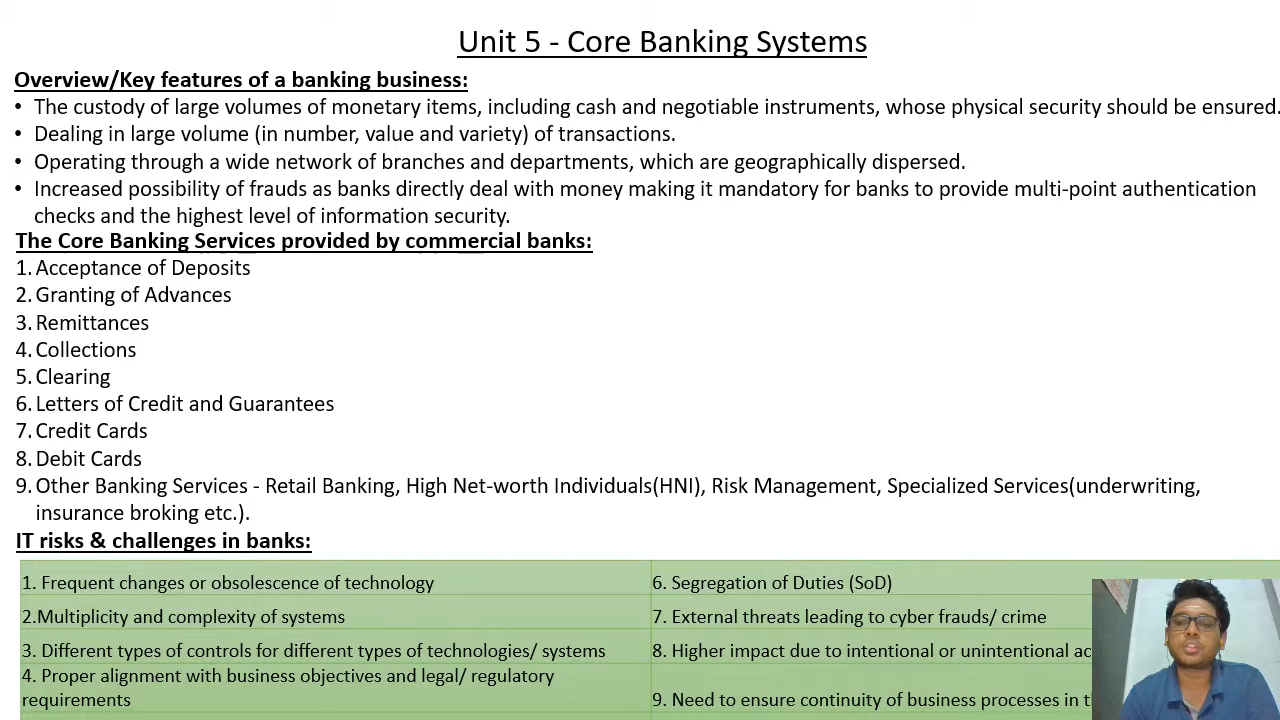 Unit 5 - Core Banking Systems
Overview/Key features of a banking business:
• The custody of large volumes of monetary items, including cash and negotiable instruments, whose physical security should be ensured.
• Dealing in large volume (in number, value and variety) of transactions.
• Operating through a wide network of branches and departments, which are geographically dispersed.
• Increased possibility of frauds as banks directly deal with money making it mandatory for banks to provide multi-point authentication
checks and the highest level of information security.
The Core Banking Services provided by commercial banks:
1. Acceptance of Deposits
2. Granting of Advances
3. Remittances
4. Collections
5. Clearing
6. Letters of Credit and Guarantees
7. Credit Cards
8. Debit Cards
9. Other Banking Services - Retail Banking, High Net-worth Individuals(HNI), Risk Management, Specialized Services(underwriting,
insurance broking etc.).
IT risks & challenges in banks:
1. Frequent changes or obsolescence of technology
6. Segregation of Duties (SoD)
2.Multiplicity and complexity of systems
7. External threats leading to cyber frauds/ crime
3. Different types of controls for different types of technologies/ systems
8. Higher impact due to intentional or unintentional
4. Proper alignment with business objectives and legal/ regulatory
requirements
9. Need to ensure continuity of business processes in